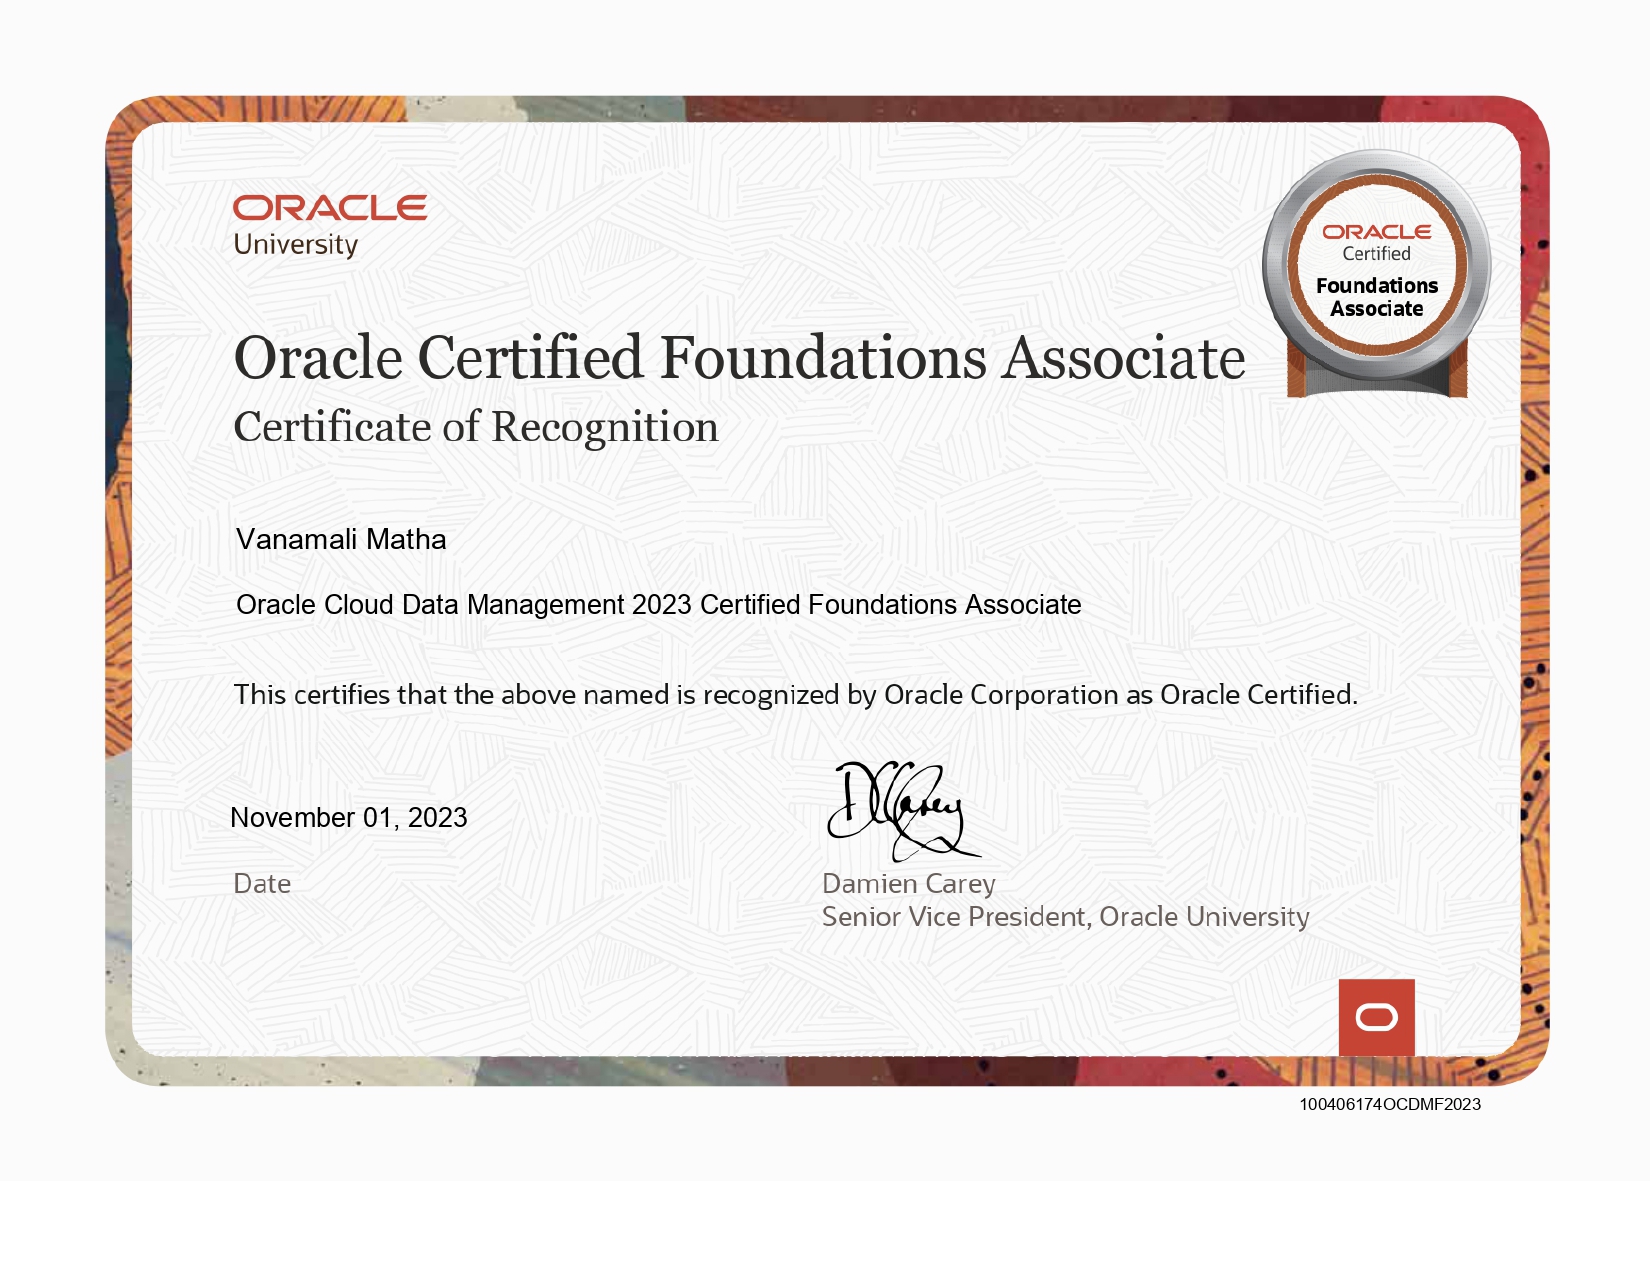 ORACLE
University
ORACLE
Certified
Foundations
Associate
Oracle Certified Foundations Associate
Certificate of Recognition
Vanamali Matha
Oracle Cloud Data Management 2023 Certified Foundations Associate
This certifies that the above named is recognized by Oracle Corporation as Oracle Certified.
DCarey
November 01, 2023
Date
Damien Carey
Senior Vice President, Oracle University
100406174OCDMF2023